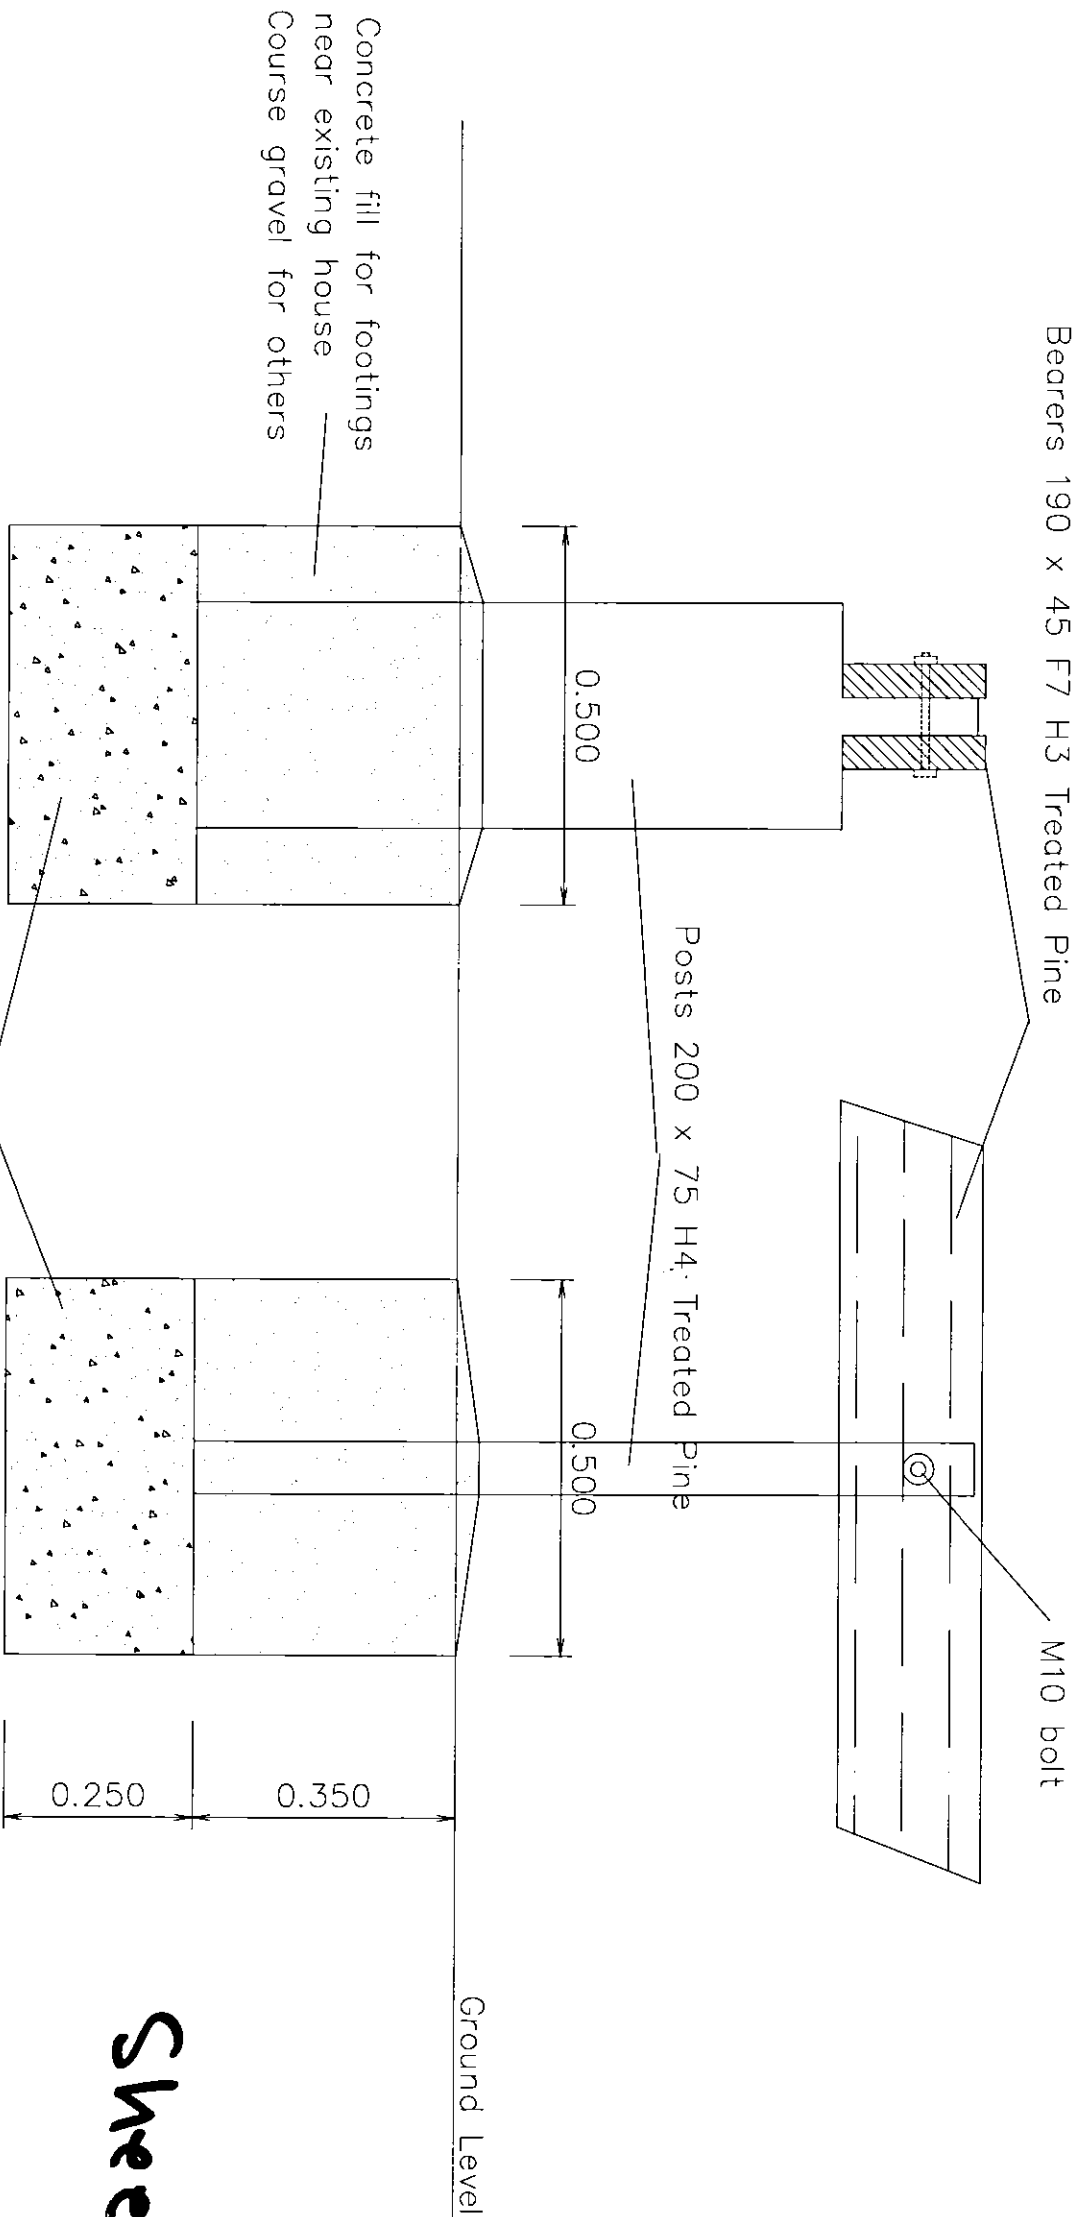 Bearers 190 x 45 F7 H3 Treated Pine
M10 bolt
Posts 200 x 75 H4 Treated Pine
0.500
0.500
Ground Level
Concrete fill for footings
near existing house
Course gravel for others
0.350
0.250